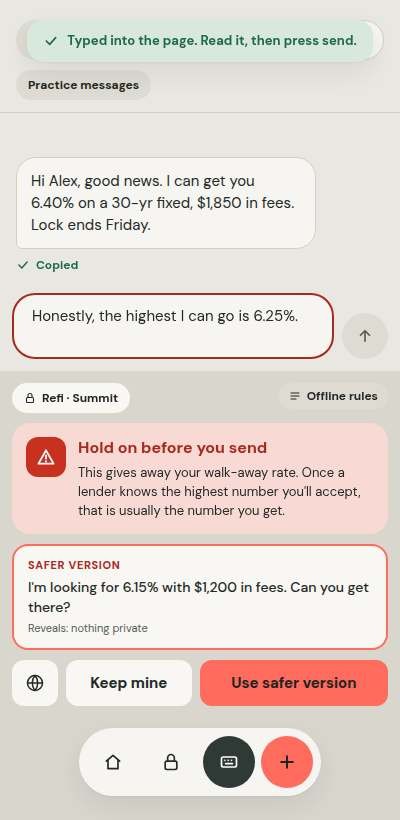 Typed into the page. Read it, then press send.
Practice messages
Hi Alex, good news. I can get you
6.40% on a 30-yr fixed, $1,850 in fees.
Lock ends Friday.
Copied
Honestly, the highest I can go is 6.25%.
Refi · Summit
Offline rules
Hold on before you send
This gives away your walk-away rate. Once a
lender knows the highest number you'll accept,
that is usually the number you get.
SAFER VERSION
I'm looking for 6.15% with $1,200 in fees. Can you get
there?
Reveals: nothing private
Keep mine
Use safer version